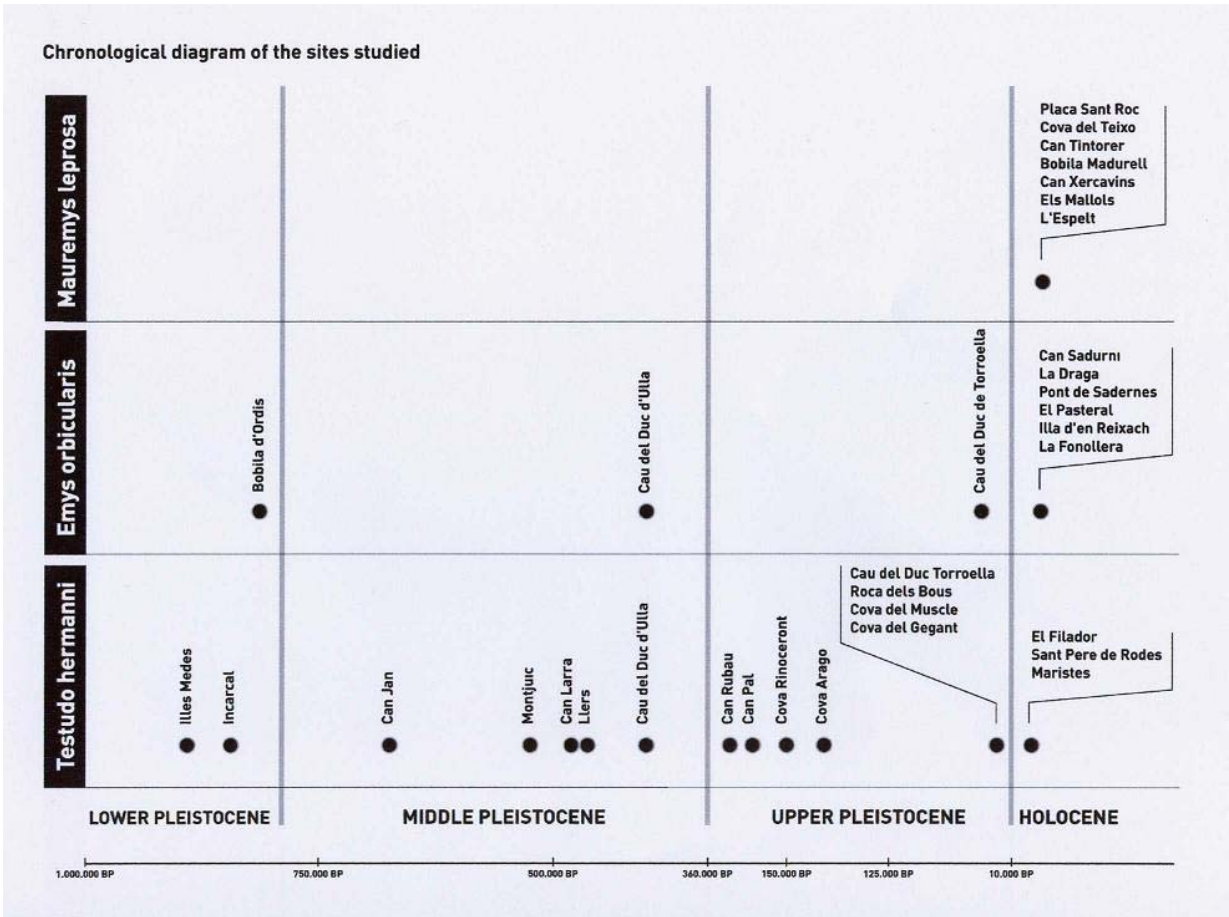 Chronological diagram of the sites studied
Mauremys leprosa
Placa Sant Roc
Cova del Teixo
Can Tintorer
Bobila Madurell
Can Xercavins
Els Mallols
L'Espelt
Emys orbicularis
Bobila d'Ordis
Cau del Duc d'Ulla
Cau del Duc de Torroella
Can Sadurnı
La Draga
Pont de Sadernes
El Pasteral
Illa d'en Reixach
La Fonollera
Testudo hermanni
Illes Medes
Incarcal
Can Jan
Montjuıc
Can Larra
Llers
Cau del Duc d'Ulla
Can Rubau
Can Pal
Cova Rinoceront
Cova Arago
Cau del Duc Torroella
Roca dels Bous
Cova del Muscle
Cova del Gegant
El Filador
Sant Pere de Rodes
Maristes
LOWER PLEISTOCENE
MIDDLE PLEISTOCENE
UPPER PLEISTOCENE
HOLOCENE
1.000.000 BP
750.000 BP
500.000 BP
360.000 BP
150.000 BP
125.000 BP
10.000 BP